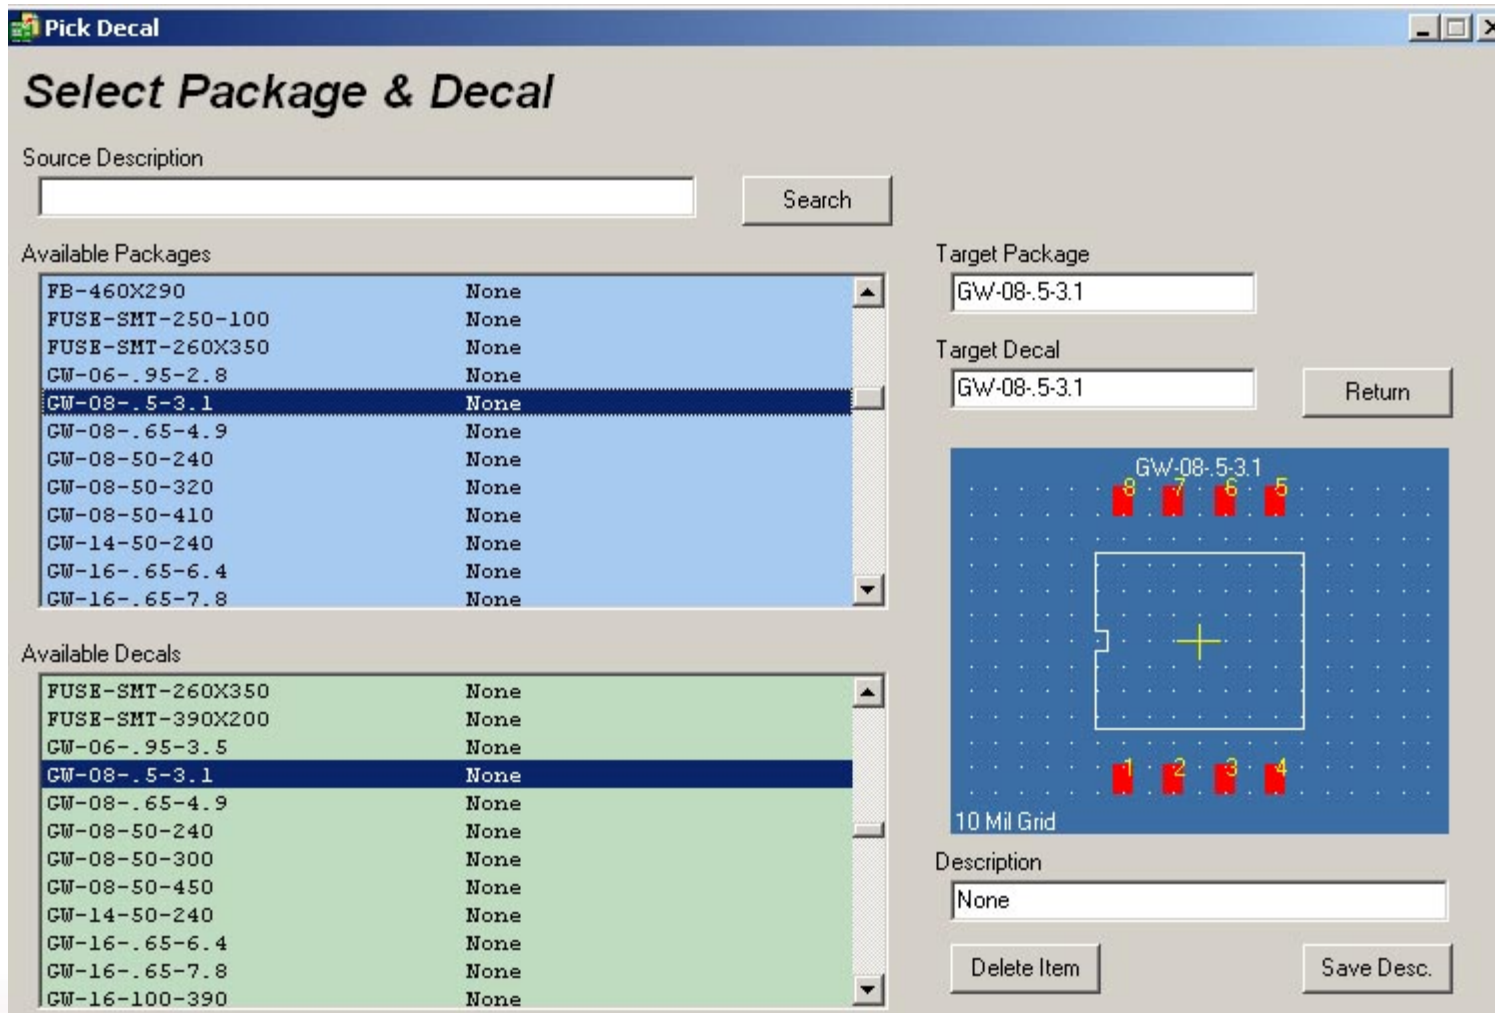 Pick Decal
Select Package & Decal
Source Description
Search
Available Packages
FB-460X290 None
FUSE-SMT-250-100 None
FUSE-SMT-260X350 None
GW-06-.95-2.8 None
GW-08-.5-3.1 None
GW-08-.65-4.9 None
GW-08-50-240 None
GW-08-50-320 None
GW-08-50-410 None
GW-14-50-240 None
GW-16-.65-6.4 None
GW-16-.65-7.8 None
Available Decals
FUSE-SMT-260X350 None
FUSE-SMT-390X200 None
GW-06-.95-3.5 None
GW-08-.5-3.1 None
GW-08-.65-4.9 None
GW-08-50-240 None
GW-08-50-300 None
GW-08-50-450 None
GW-14-50-240 None
GW-16-.65-6.4 None
GW-16-.65-7.8 None
GW-16-100-390 None
Target Package
GW-08-.5-3.1
Target Decal
GW-08-.5-3.1
Return
GW-08-.5-3.1
8 7 6 5
1 2 3 4
10 Mil Grid
Description
None
Delete Item
Save Desc.